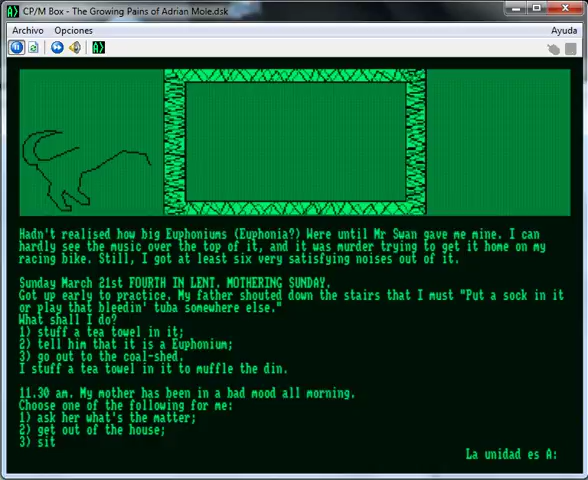 CP/M Box - The Growing Pains of Adrian Mole.dsk
Archivo Opciones Ayuda
A>
Hadn't realised how big Euphoniums (Euphonia?) Were until Mr Swan gave me mine. I can
hardly see the music over the top of it, and it was murder trying to get it home on my
racing bike. Still, I got at least six very satisfying noises out of it.
Sunday March 21st FOURTH IN LENT. MOTHERING SUNDAY.
Got up early to practice. My father shouted down the stairs that I must "Put a sock in it
or play that bleedin' tuba somewhere else."
What shall I do?
1) stuff a tea towel in it;
2) tell him that it is a Euphonium;
3) go out to the coal-shed.
I stuff a tea towel in it to muffle the din.
11.30 am. My mother has been in a bad mood all morning.
Choose one of the following for me:
1) ask her what's the matter;
2) get out of the house;
3) sit
La unidad es A: